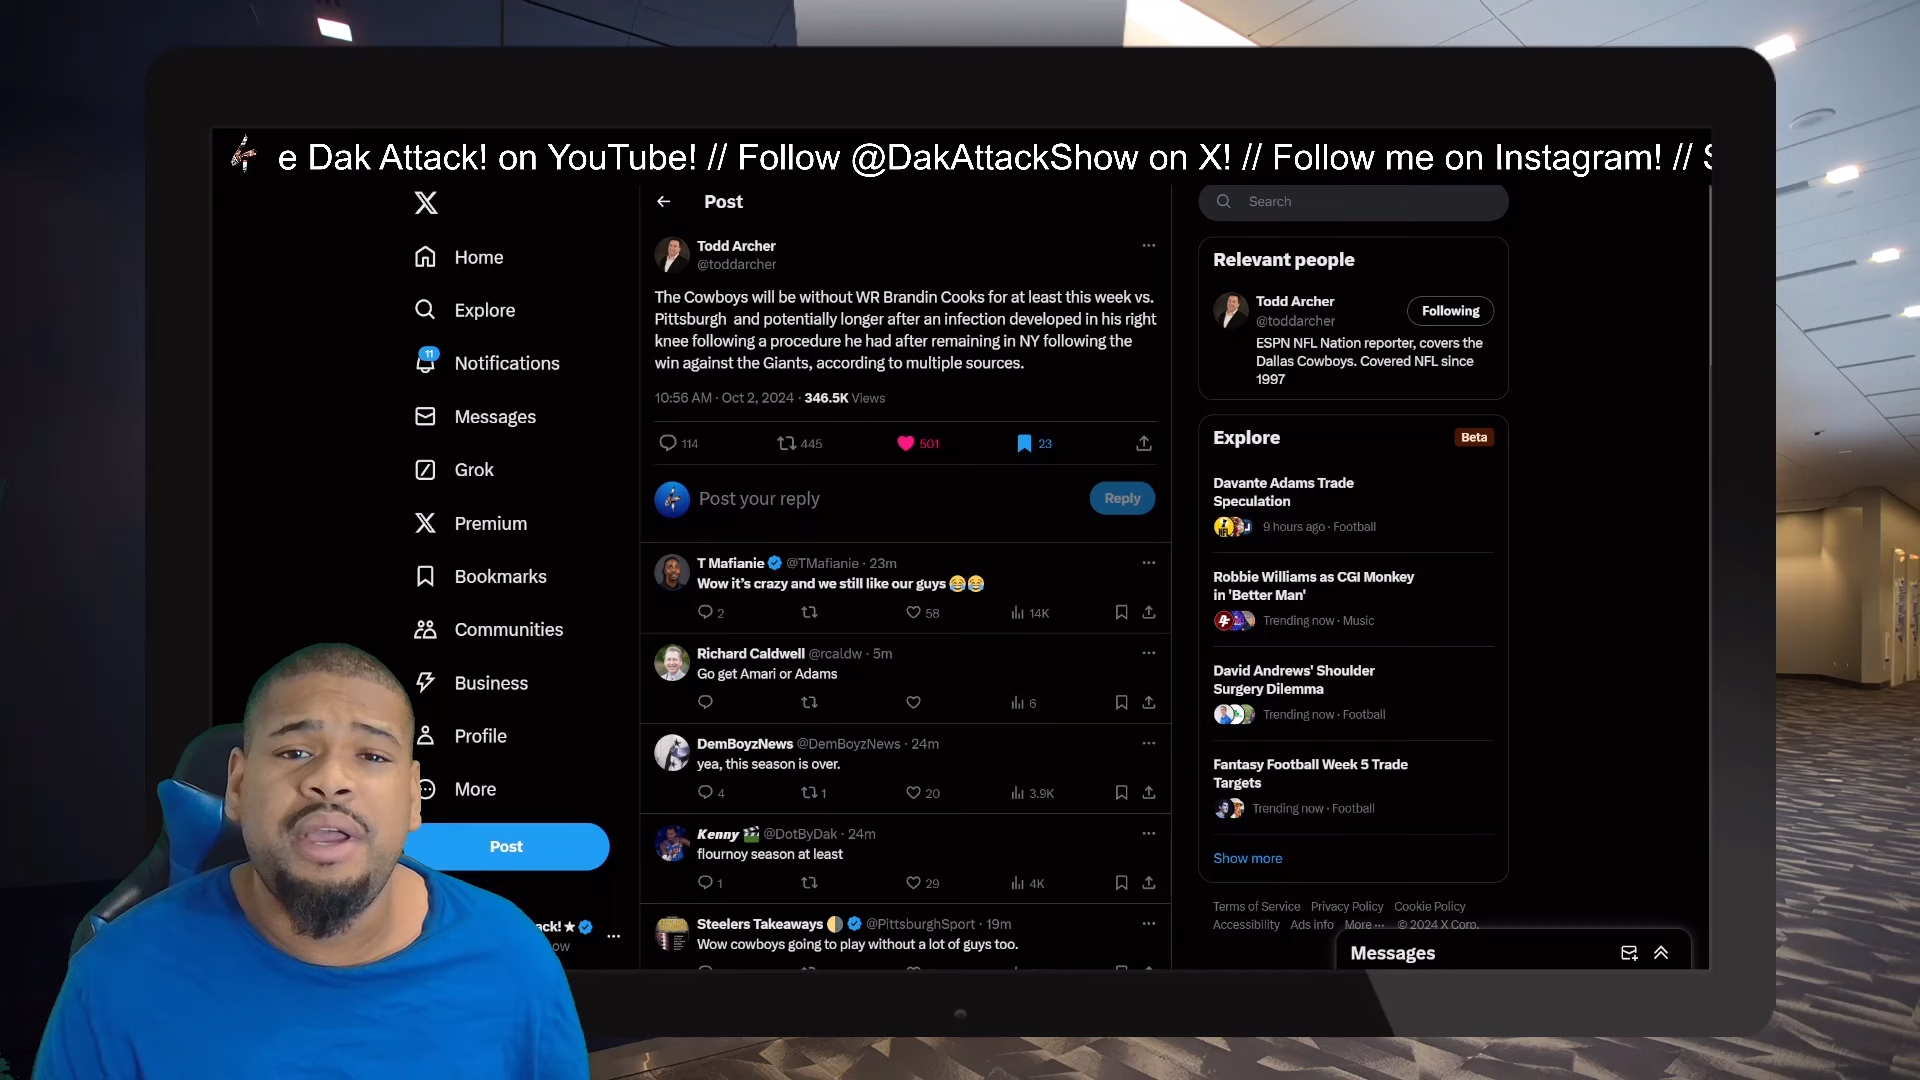 e Dak Attack! on YouTube! // Follow @DakAttackShow on X! // Follow me on Instagram! // S
Home
Explore
11
Notifications
Messages
Grok
Premium
Bookmarks
Communities
Business
Profile
More
Post
ack!
ow
Post
Todd Archer
@toddarcher
The Cowboys will be without WR Brandin Cooks for at least this week vs.
Pittsburgh and potentially longer after an infection developed in his right
knee following a procedure he had after remaining in NY following the
win against the Giants, according to multiple sources.
10:56 AM · Oct 2, 2024 · 346.5K Views
114 445 501 23
Post your reply
Reply
T Mafianie @TMafianie · 23m
Wow it's crazy and we still like our guys 😂😂
2 58 14K
Richard Caldwell @rcaldw · 5m
Go get Amari or Adams
6
DemBoyzNews @DemBoyzNews · 24m
yea, this season is over.
4 1 20 3.9K
Kenny 🎬 @DotByDak · 24m
flournoy season at least
1 29 4K
Steelers Takeaways @PittsburghSport · 19m
Wow cowboys going to play without a lot of guys too.
Search
Relevant people
Todd Archer
@toddarcher
Following
ESPN NFL Nation reporter, covers the
Dallas Cowboys. Covered NFL since
1997
Explore
Beta
Davante Adams Trade
Speculation
9 hours ago · Football
Robbie Williams as CGI Monkey
in 'Better Man'
Trending now · Music
David Andrews' Shoulder
Surgery Dilemma
Trending now · Football
Fantasy Football Week 5 Trade
Targets
Trending now · Football
Show more
Terms of Service Privacy Policy Cookie Policy
Accessibility Ads info More ··· © 2024 X Corp.
Messages